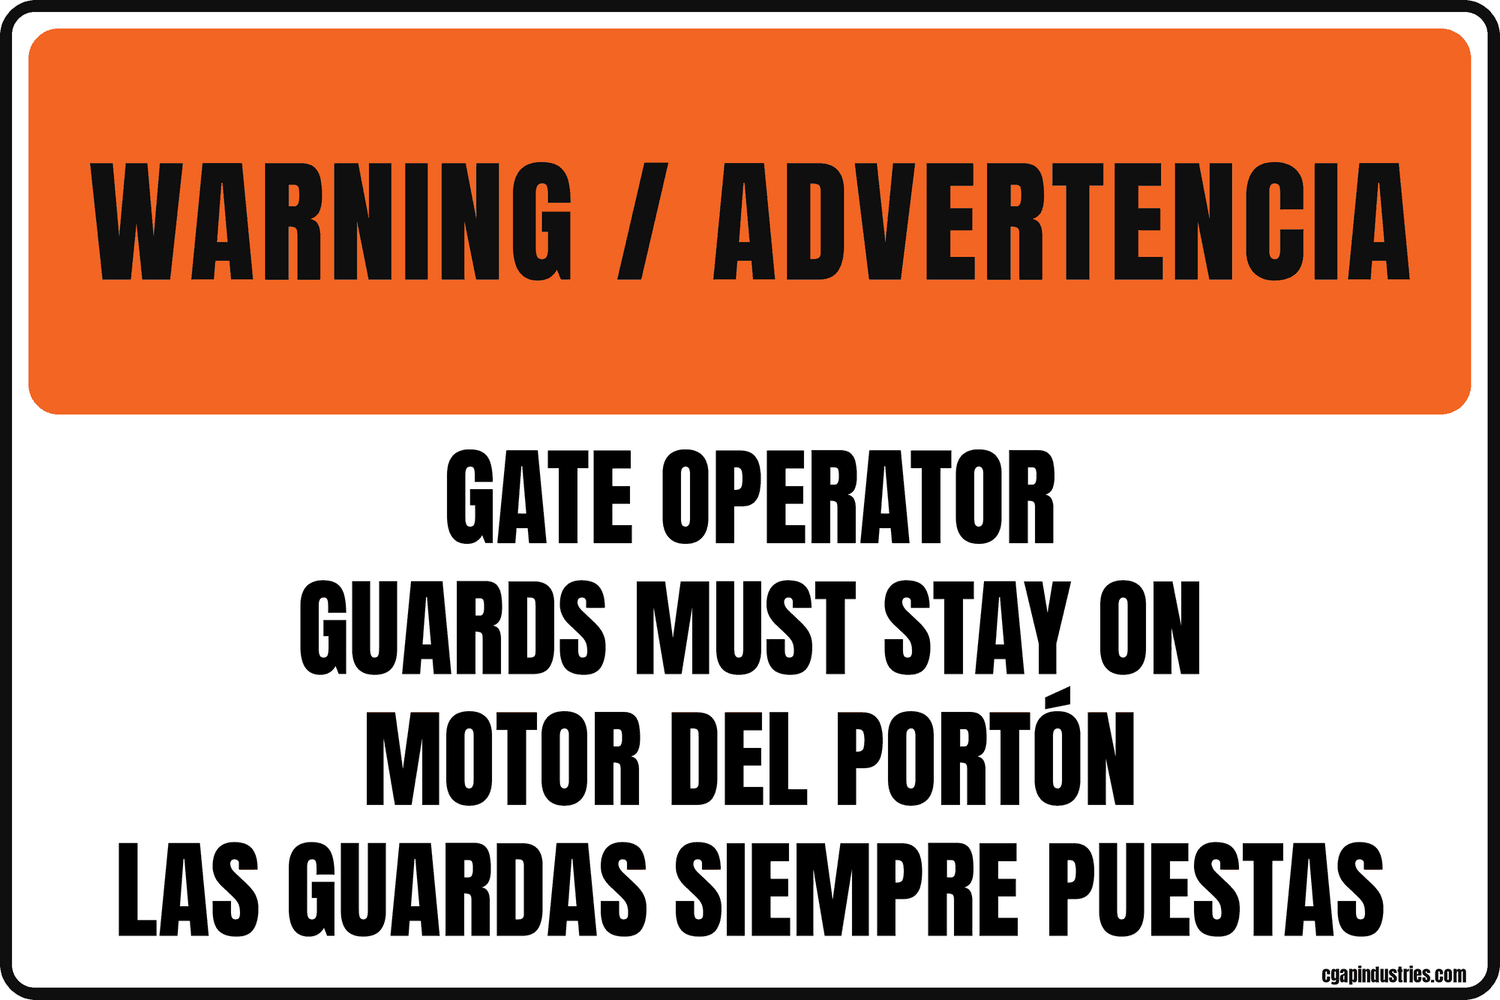 WARNING / ADVERTENCIA
GATE OPERATOR
GUARDS MUST STAY ON
MOTOR DEL PORTÓN
LAS GUARDAS SIEMPRE PUESTAS
cgapindustries.com